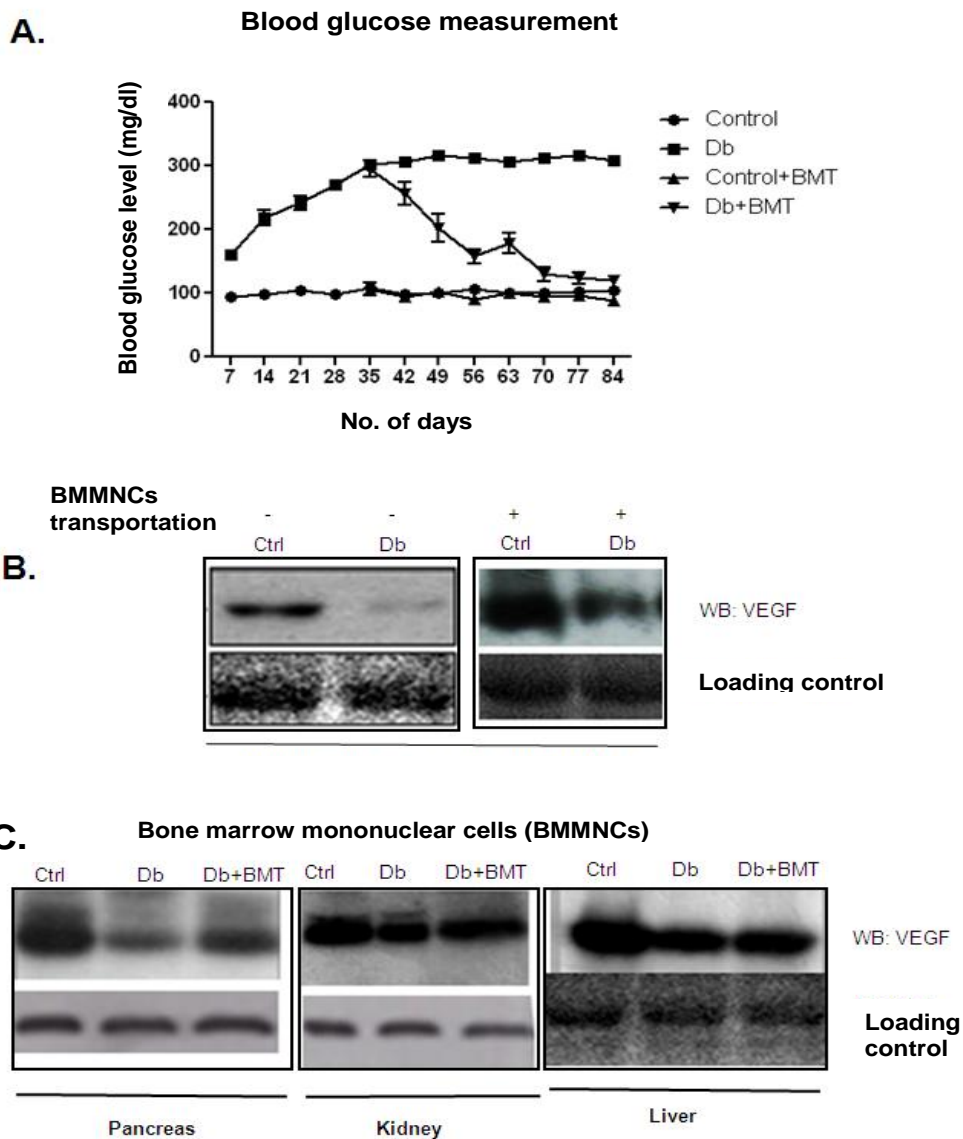 A.
Blood glucose measurement
Blood glucose level (mg/dl)
400
300
200
100
0
7 14 21 28 35 42 49 56 63 70 77 84
No. of days
Control
Db
Control+BMT
Db+BMT
BMMNCs
transportation
- - + +
Ctrl Db Ctrl Db
B.
WB: VEGF
Loading control
C.
Bone marrow mononuclear cells (BMMNCs)
Ctrl Db Db+BMT Ctrl Db Db+BMT Ctrl Db Db+BMT
WB: VEGF
Loading
control
Pancreas Kidney Liver